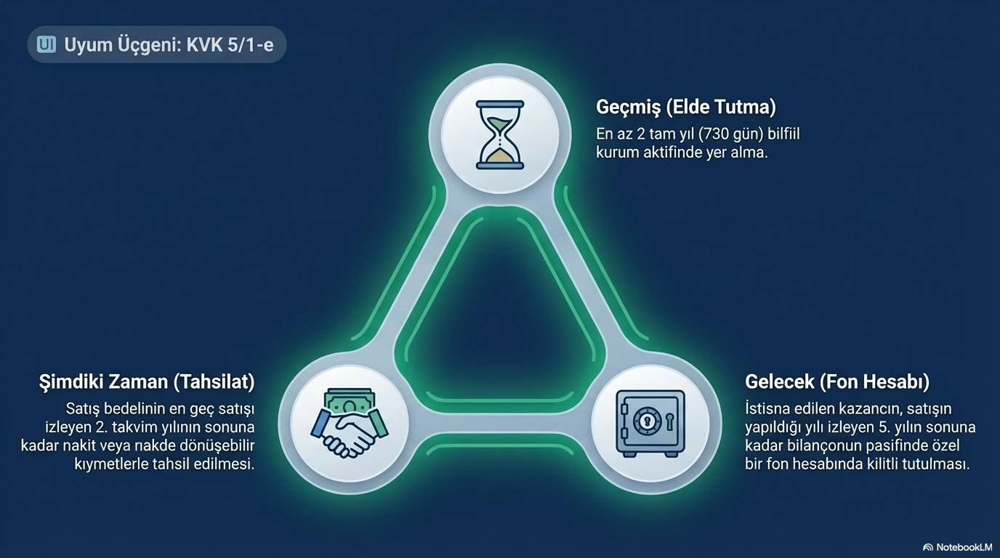 UI Uyum Üçgeni: KVK 5/1-e
Geçmiş (Elde Tutma)
En az 2 tam yıl (730 gün) bilfiil
kurum aktifinde yer alma.
Şimdiki Zaman (Tahsilat)
Satış bedelinin en geç satışı
izleyen 2. takvim yılının sonuna
kadar nakit veya nakde dönüşebilir
kıymetlerle tahsil edilmesi.
Gelecek (Fon Hesabı)
İstisna edilen kazancın, satışın
yapıldığı yılı izleyen 5. yılın sonuna
kadar bilançonun pasifinde özel
bir fon hesabında kilitli tutulması.
NotebookLM